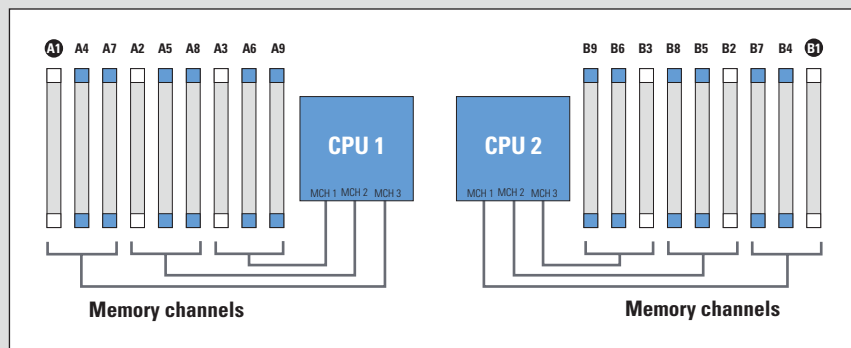 A1 A4 A7 A2 A5 A8 A3 A6 A9
B9 B6 B3 B8 B5 B2 B7 B4 B1
CPU 1
CPU 2
MCH 1 MCH 2 MCH 3
MCH 1 MCH 2 MCH 3
Memory channels
Memory channels